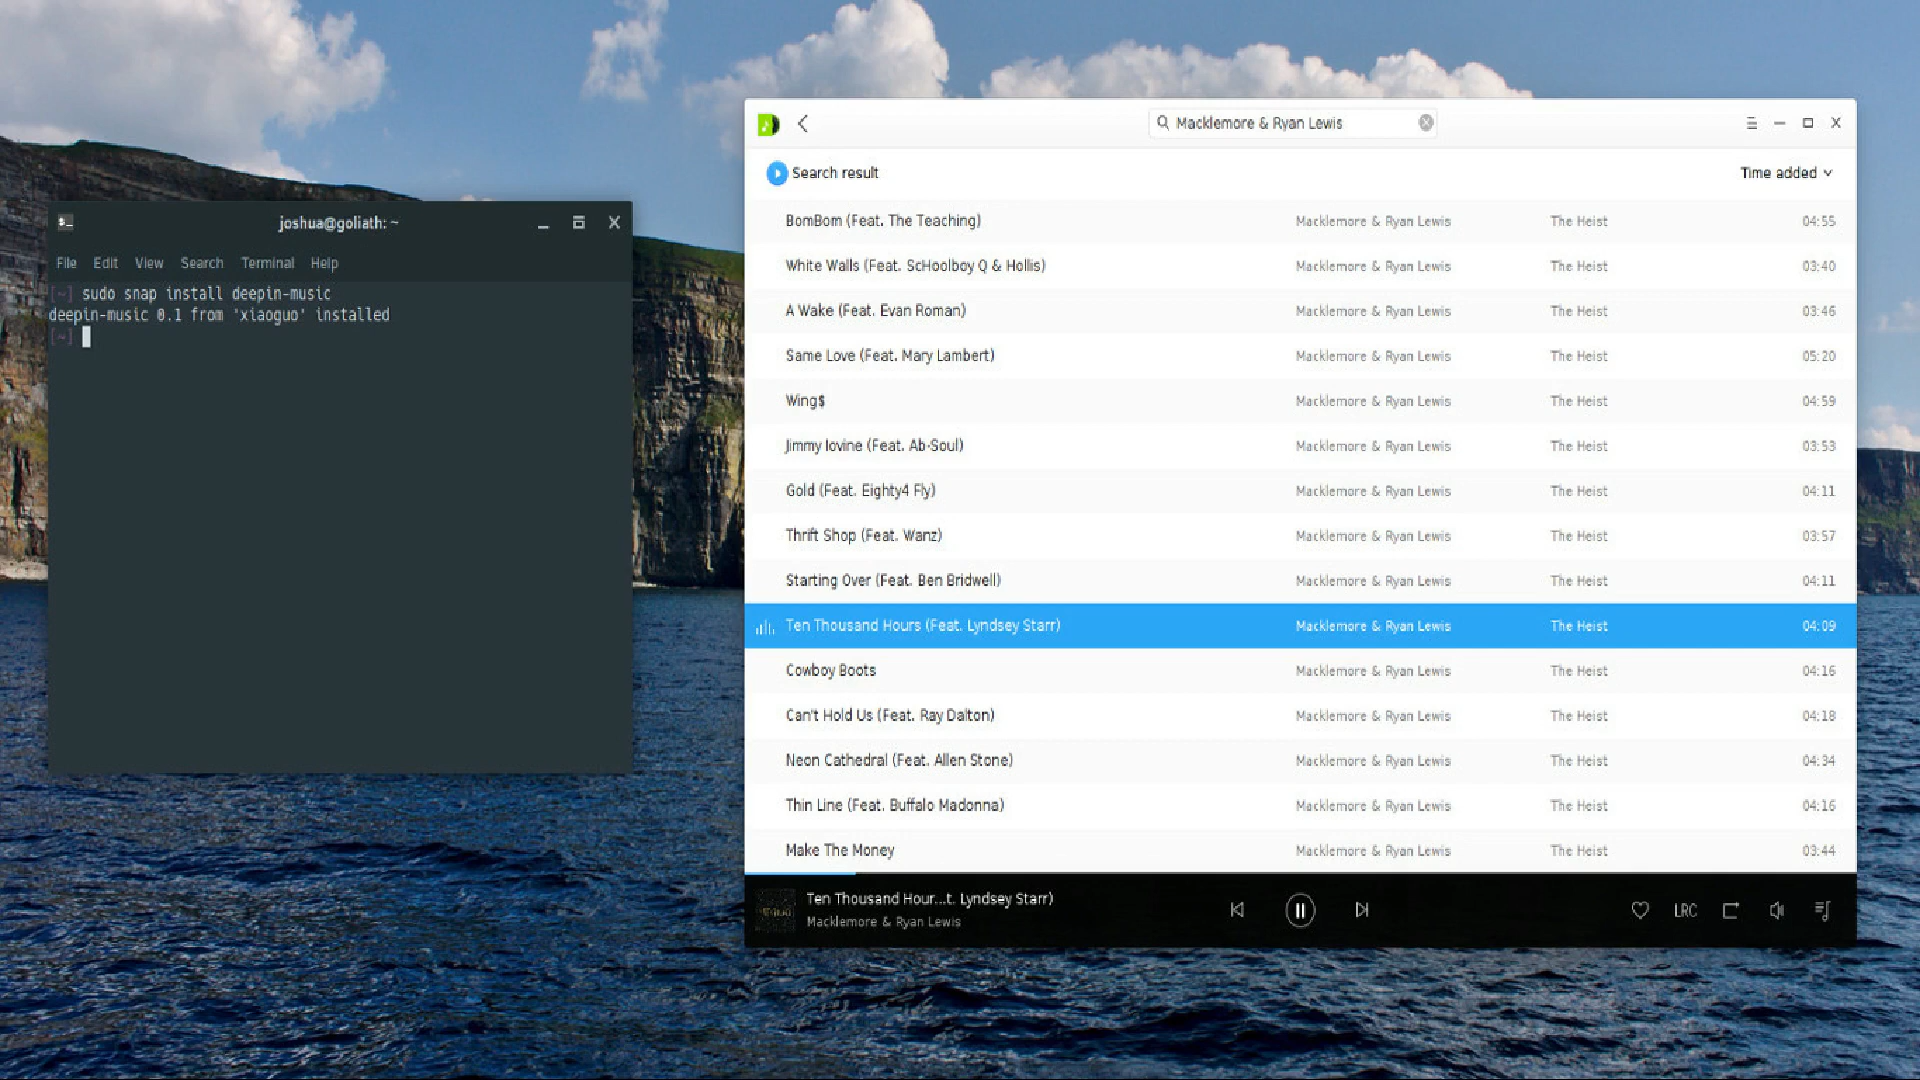 joshua@goliath: ~
File Edit View Search Terminal Help
[~] sudo snap install deepin-music
deepin-music 0.1 from 'xiaoguo' installed
[~]
Macklemore & Ryan Lewis
Search result Time added
BomBom (Feat. The Teaching) Macklemore & Ryan Lewis The Heist 04:55
White Walls (Feat. ScHoolboy Q & Hollis) Macklemore & Ryan Lewis The Heist 03:40
A Wake (Feat. Evan Roman) Macklemore & Ryan Lewis The Heist 03:46
Same Love (Feat. Mary Lambert) Macklemore & Ryan Lewis The Heist 05:20
Wing$ Macklemore & Ryan Lewis The Heist 04:59
Jimmy Iovine (Feat. Ab-Soul) Macklemore & Ryan Lewis The Heist 03:53
Gold (Feat. Eighty4 Fly) Macklemore & Ryan Lewis The Heist 04:11
Thrift Shop (Feat. Wanz) Macklemore & Ryan Lewis The Heist 03:57
Starting Over (Feat. Ben Bridwell) Macklemore & Ryan Lewis The Heist 04:11
Ten Thousand Hours (Feat. Lyndsey Starr) Macklemore & Ryan Lewis The Heist 04:09
Cowboy Boots Macklemore & Ryan Lewis The Heist 04:16
Can't Hold Us (Feat. Ray Dalton) Macklemore & Ryan Lewis The Heist 04:18
Neon Cathedral (Feat. Allen Stone) Macklemore & Ryan Lewis The Heist 04:34
Thin Line (Feat. Buffalo Madonna) Macklemore & Ryan Lewis The Heist 04:16
Make The Money Macklemore & Ryan Lewis The Heist 03:44
Ten Thousand Hour...t. Lyndsey Starr)
Macklemore & Ryan Lewis
LRC